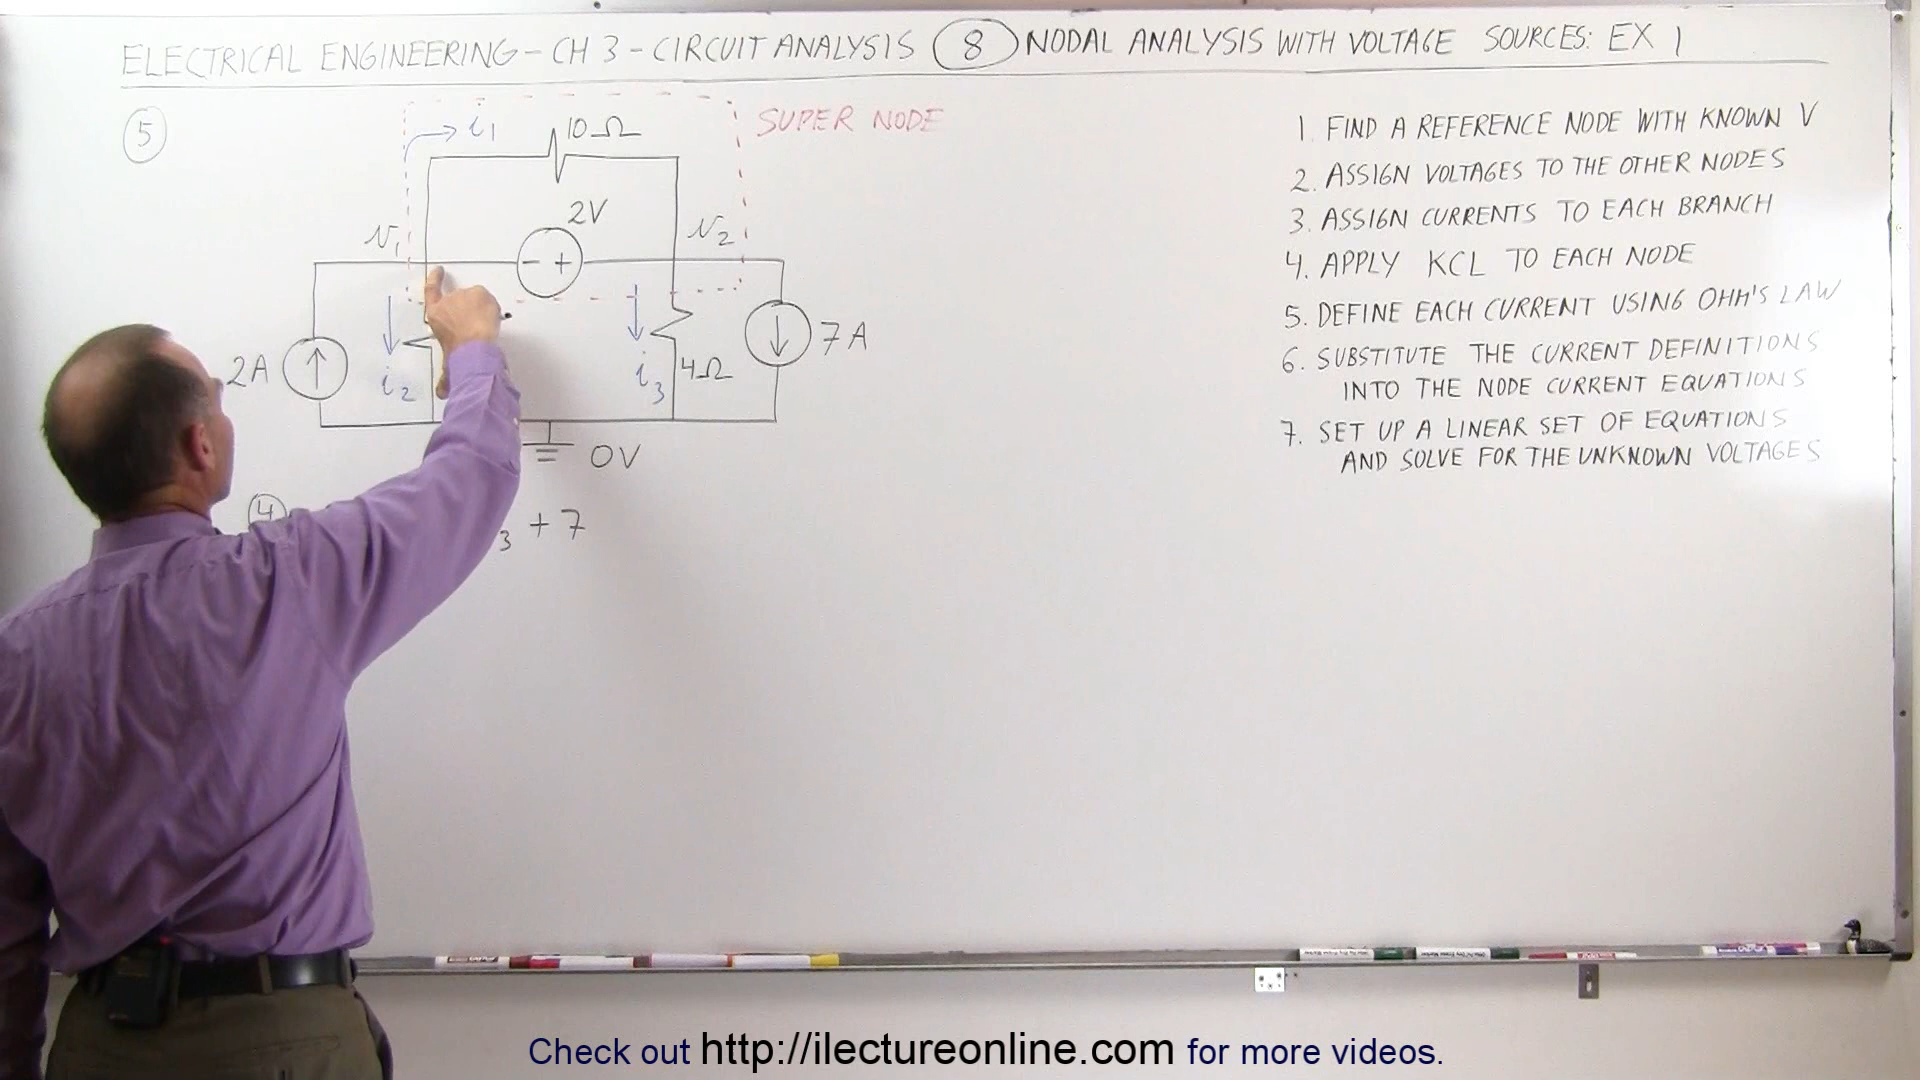 ELECTRICAL ENGINEERING - CH 3 - CIRCUIT ANALYSIS 8 NODAL ANALYSIS WITH VOLTAGE SOURCES: EX 1
5
i1
10Ω
SUPER NODE
2V
v1
v2
- +
2A
i2
i3
4Ω
7A
0V
4
3 + 7
1. FIND A REFERENCE NODE WITH KNOWN V
2. ASSIGN VOLTAGES TO THE OTHER NODES
3. ASSIGN CURRENTS TO EACH BRANCH
4. APPLY KCL TO EACH NODE
5. DEFINE EACH CURRENT USING OHH'S LAW
6. SUBSTITUTE THE CURRENT DEFINITIONS
INTO THE NODE CURRENT EQUATIONS
7. SET UP A LINEAR SET OF EQUATIONS
AND SOLVE FOR THE UNKNOWN VOLTAGES
Check out http://ilectureonline.com for more videos.